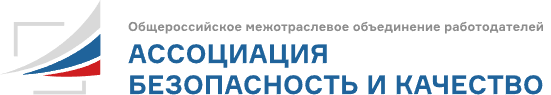 Общероссийское межотраслевое объединение работодателей
АССОЦИАЦИЯ
БЕЗОПАСНОСТЬ И КАЧЕСТВО